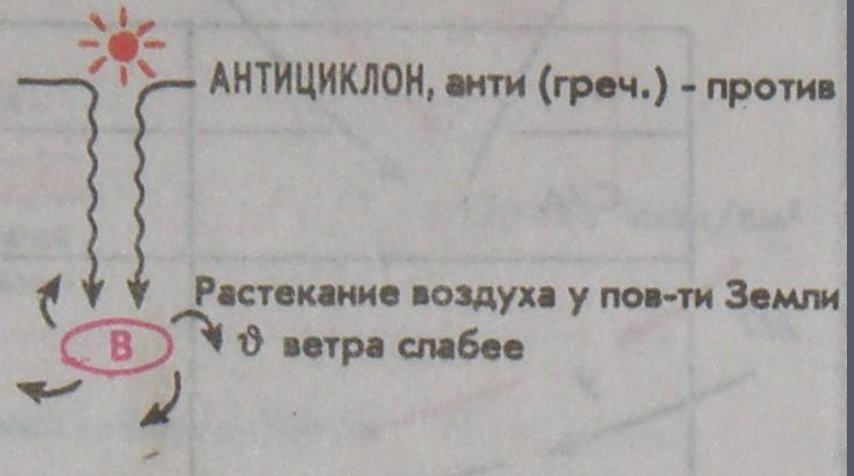 АНТИЦИКЛОН, анти (греч.) - против
Растекание воздуха у пов-ти Земли
В
ϑ ветра слабее